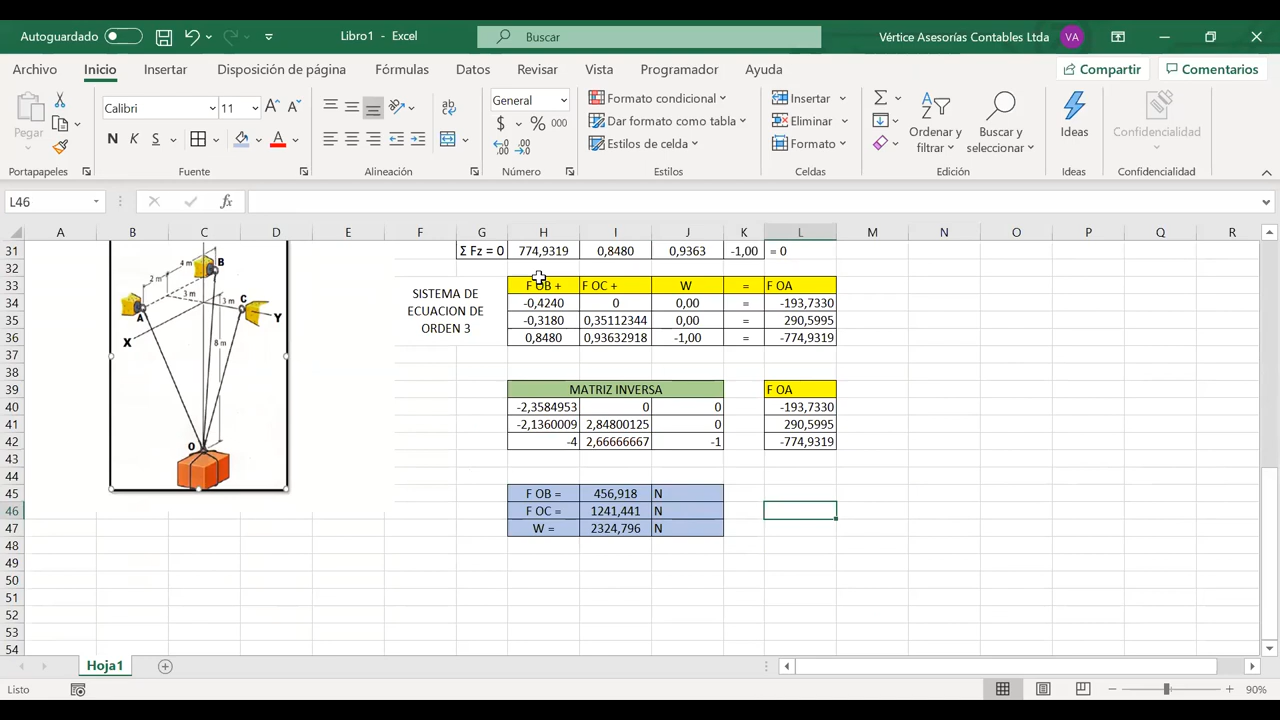 Autoguardado
Libro1 - Excel
Buscar
Vértice Asesorías Contables Ltda
VA
Archivo Inicio Insertar Disposición de página Fórmulas Datos Revisar Vista Programador Ayuda
Compartir Comentarios
Pegar
Calibri 11
N K S
General
$ % 000
Formato condicional
Dar formato como tabla
Estilos de celda
Insertar
Eliminar
Formato
Ordenar y filtrar
Buscar y seleccionar
Ideas
Confidencialidad
Portapapeles Fuente Alineación Número Estilos Celdas Edición Ideas Confidencialidad
L46
fx
A B C D E F G H I J K L M N O P Q R
31 Σ Fz = 0 774,9319 0,8480 0,9363 -1,00 = 0
32
33 F OB + F OC + W = F OA
34 -0,4240 0 0,00 = -193,7330
35 -0,3180 0,35112344 0,00 = 290,5995
36 0,8480 0,93632918 -1,00 = -774,9319
SISTEMA DE
ECUACION DE
ORDEN 3
37
38
39 MATRIZ INVERSA F OA
40 -2,3584953 0 0 -193,7330
41 -2,1360009 2,84800125 0 290,5995
42 -4 2,66666667 -1 -774,9319
43
44
45 F OB = 456,918 N
46 F OC = 1241,441 N
47 W = 2324,796 N
48
49
50
51
52
53
54
4 m
B
2 m
3 m
3 m
C
A
Y
X
8 m
O
Hoja1
Listo
90%